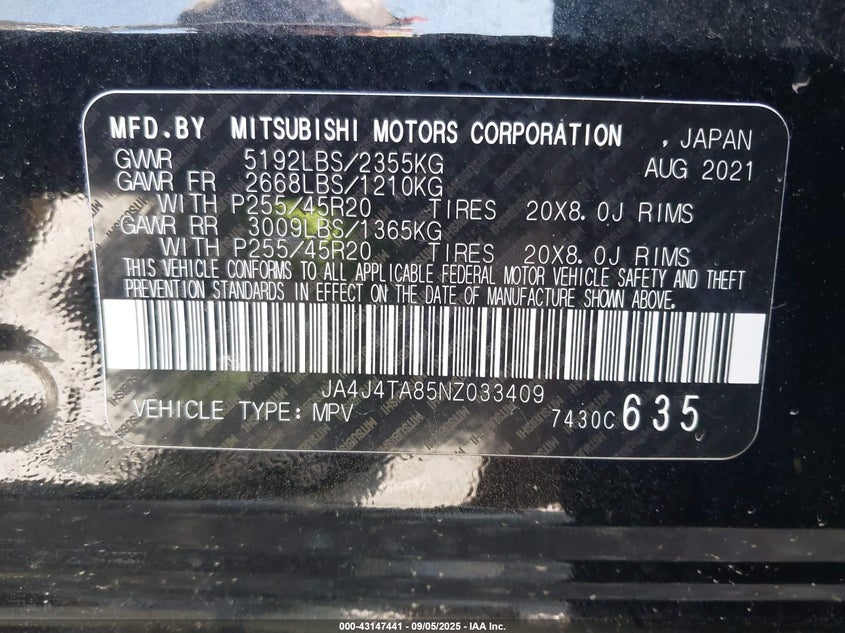 MFD.BY MITSUBISHI MOTORS CORPORATION , JAPAN
GVWR 5192LBS/2355KG AUG 2021
GAWR FR 2668LBS/1210KG
WITH P255/45R20 TIRES 20X8.0J RIMS
GAWR RR 3009LBS/1365KG
WITH P255/45R20 TIRES 20X8.0J RIMS
THIS VEHICLE CONFORMS TO ALL APPLICABLE FEDERAL MOTOR VEHICLE SAFETY AND THEFT
PREVENTION STANDARDS IN EFFECT ON THE DATE OF MANUFACTURE SHOWN ABOVE.
JA4J4TA85NZ033409
VEHICLE TYPE: MPV 7430C 635
000-43147441 - 09/05/2025 - IAA Inc.